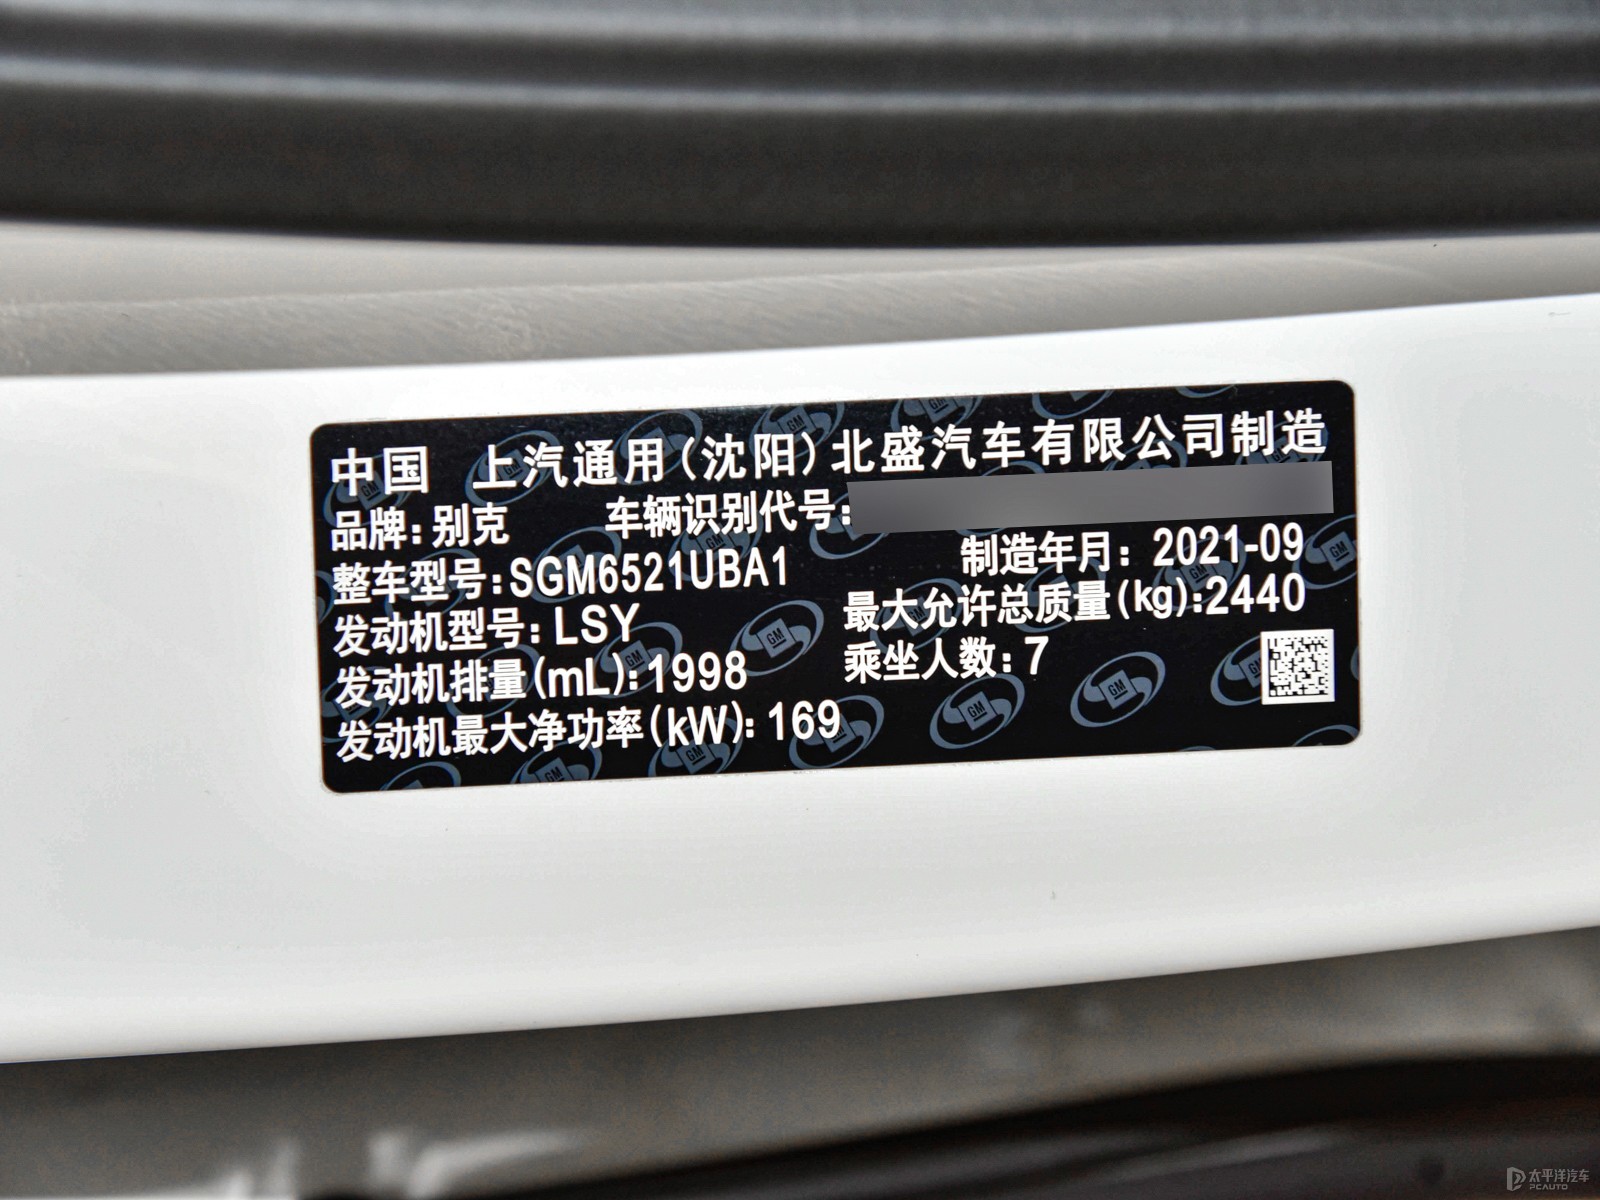 中国 上汽通用(沈阳)北盛汽车有限公司制造
品牌:别克 车辆识别代号:
整车型号:SGM6521UBA1 制造年月:2021-09
发动机型号:LSY 最大允许总质量(kg):2440
发动机排量(mL):1998 乘坐人数:7
发动机最大净功率(kW):169
GM
太平洋汽车
PCAUTO